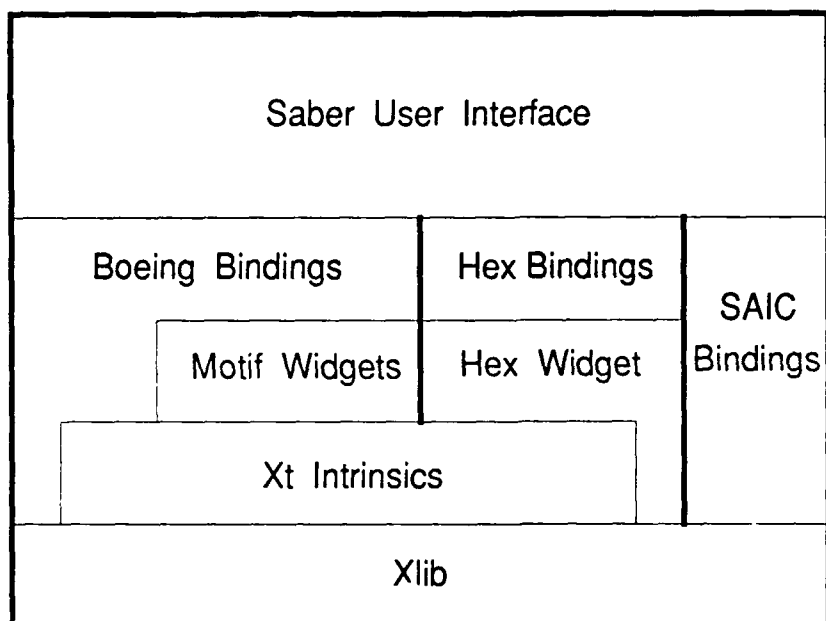 Saber User Interface
Boeing Bindings
Hex Bindings
SAIC
Bindings
Motif Widgets
Hex Widget
Xt Intrinsics
Xlib